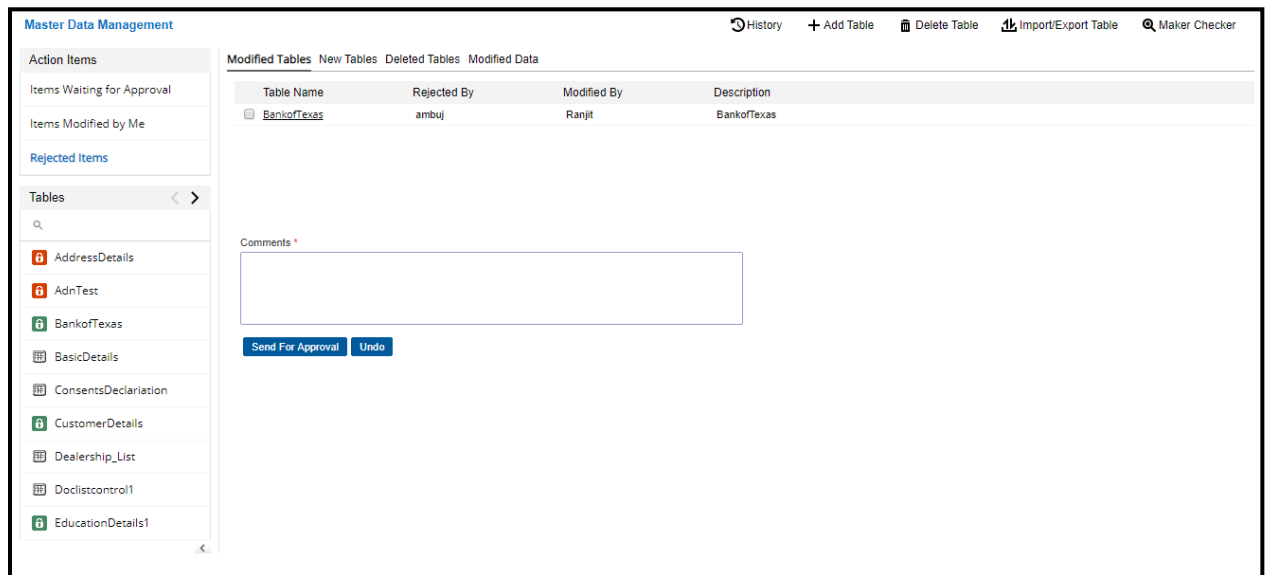 Master Data Management
History Add Table Delete Table Import/Export Table Maker Checker
Action Items
Items Waiting for Approval
Items Modified by Me
Rejected Items
Tables
AddressDetails
AdnTest
BankofTexas
BasicDetails
ConsentsDeclariation
CustomerDetails
Dealership_List
Doclistcontrol1
EducationDetails1
Modified Tables New Tables Deleted Tables Modified Data
Table Name Rejected By Modified By Description
BankofTexas ambuj Ranjit BankofTexas
Comments *
Send For Approval Undo